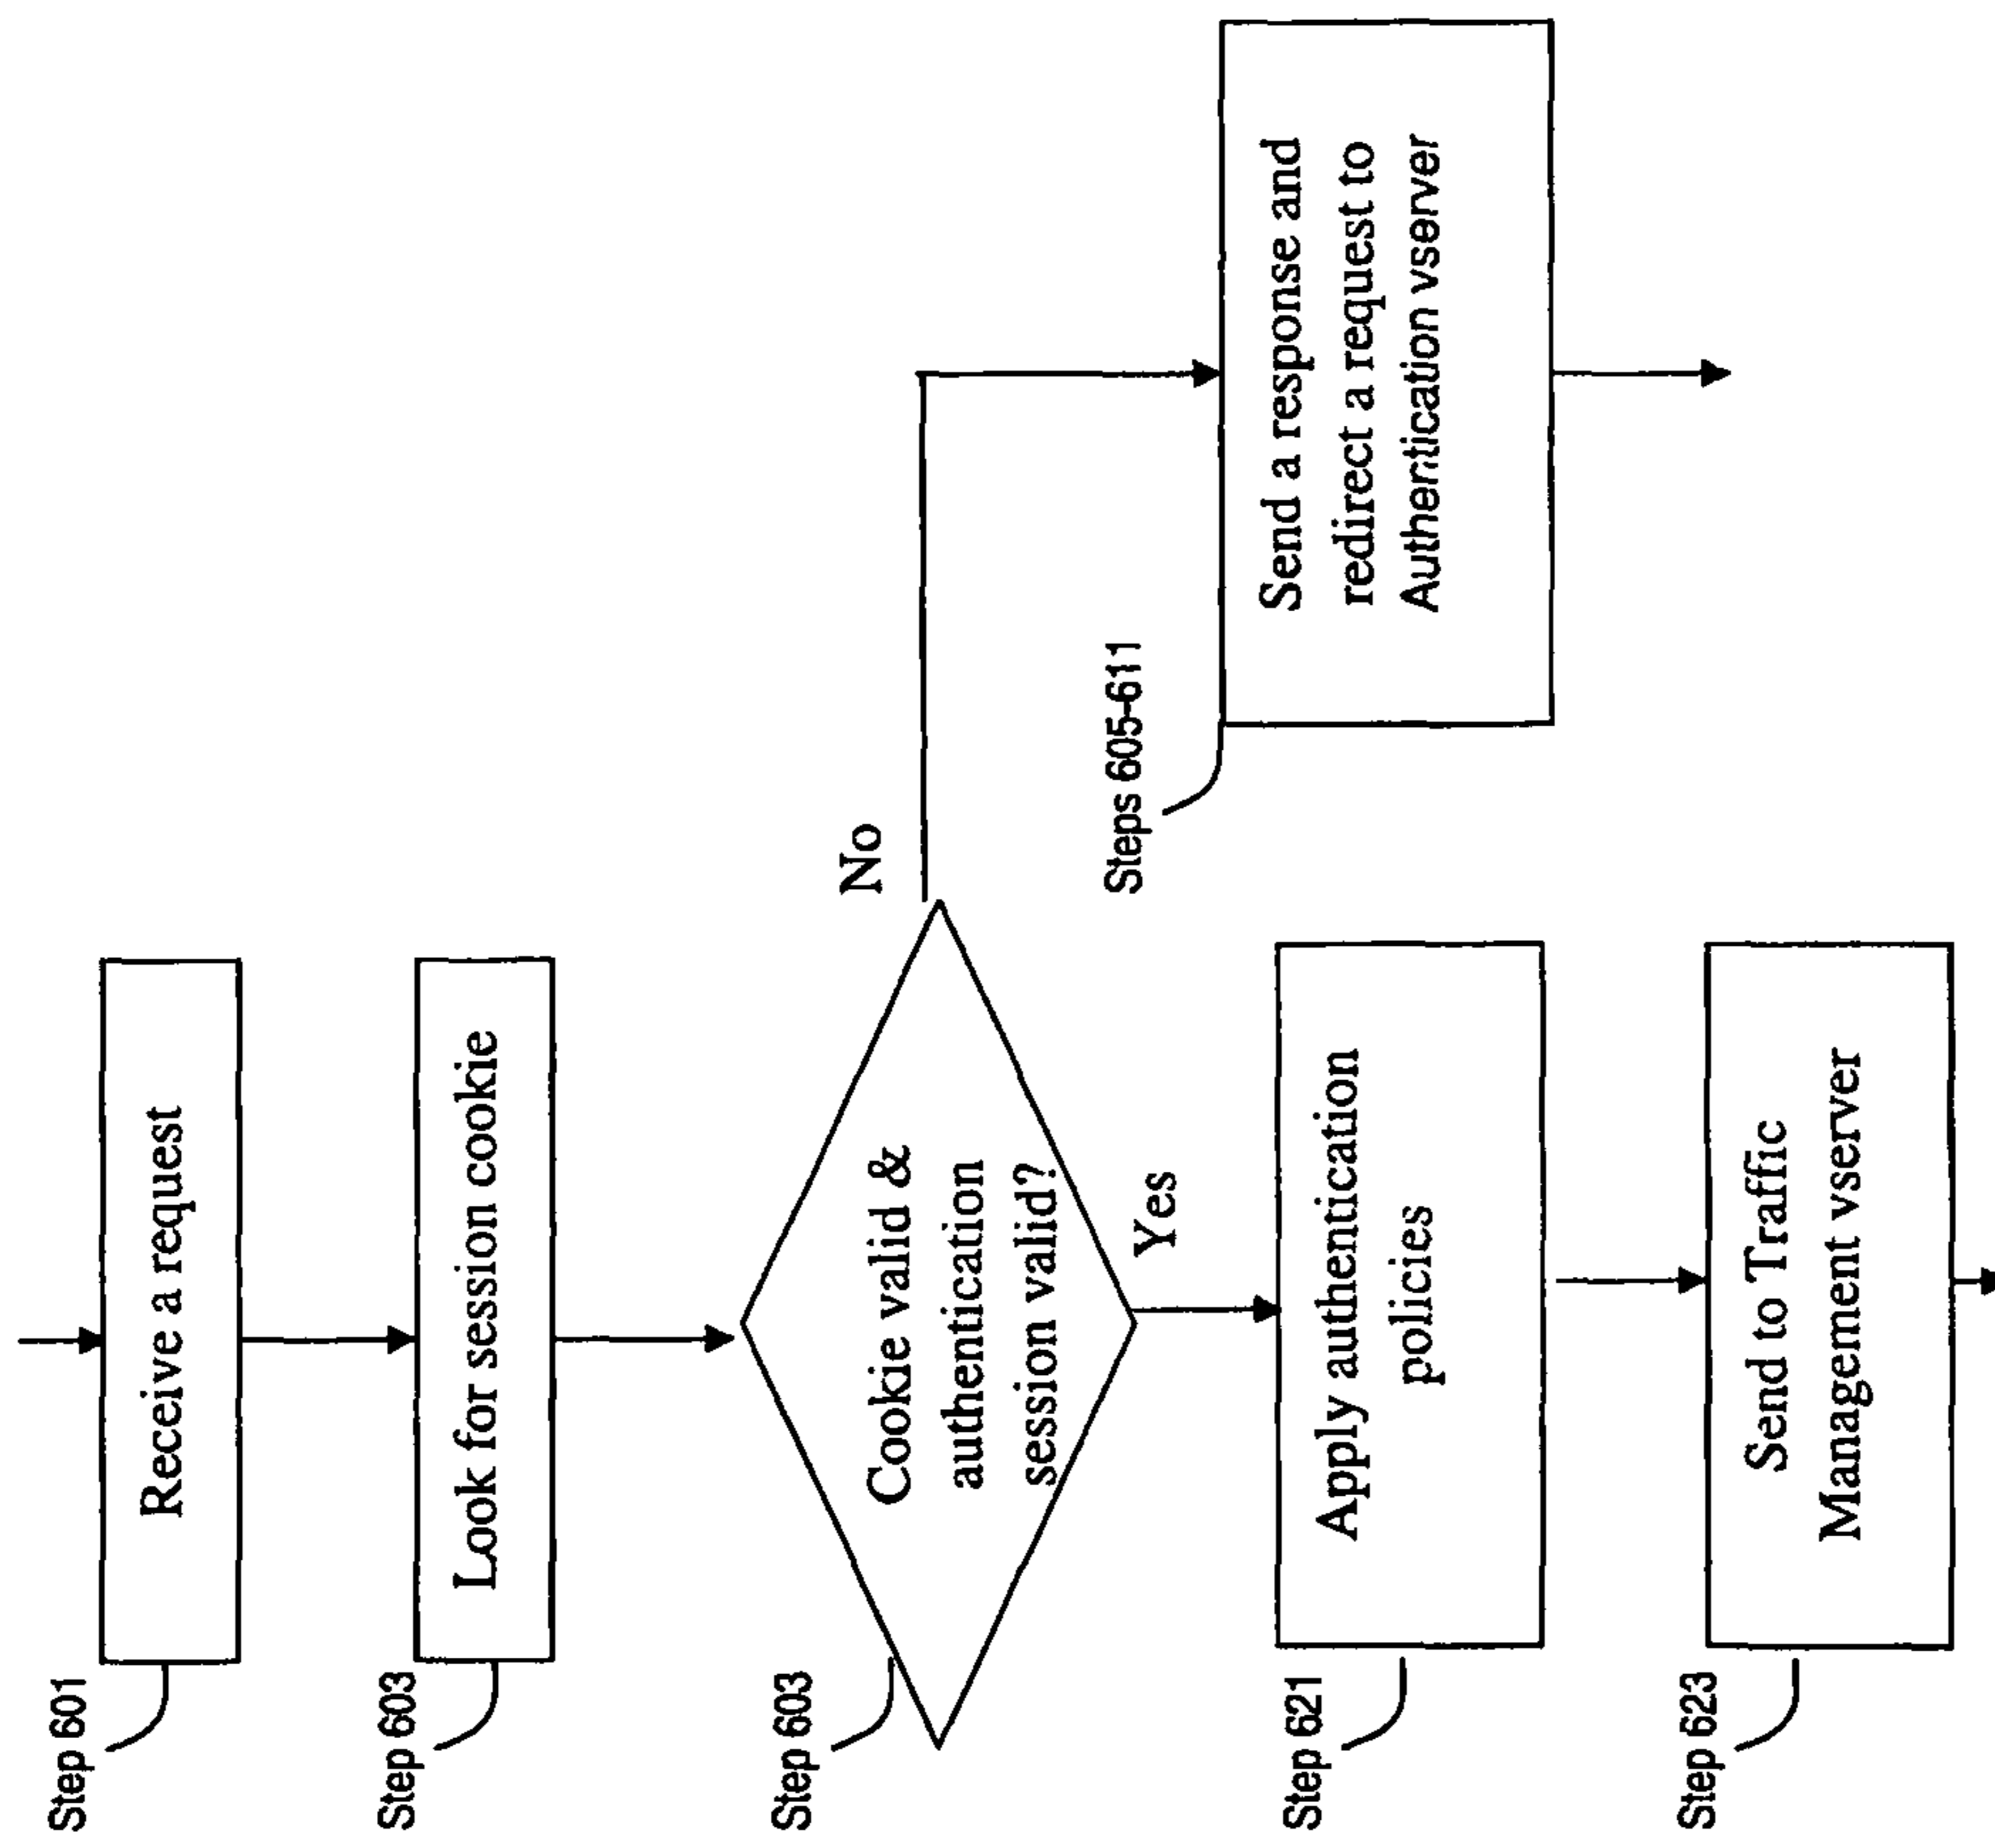 Step 601
Receive a request
Step 603
Look for session cookie
Step 603
Cookie valid &
authentication
session valid?
No
Yes
Steps 605-611
Send a response and
redirect a request to
Authentication vserver
Step 621
Apply authentication
policies
Step 623
Send to Traffic
Management vserver